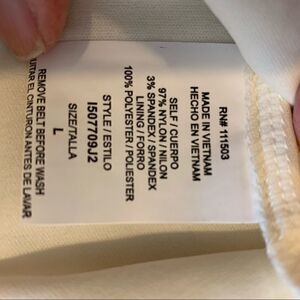 RN# 111503
MADE IN VIETNAM
HECHO EN VIETNAM
SELF / CUERPO
97% NYLON / NILON
3% SPANDEX / SPANDEX
LINING / FORRO
100% POLYESTER / POLIESTER
STYLE / ESTILO
I507709J2
SIZE/TALLA
L
REMOVE BELT BEFORE WASH
QUITAR EL CINTURON ANTES DE LAVAR